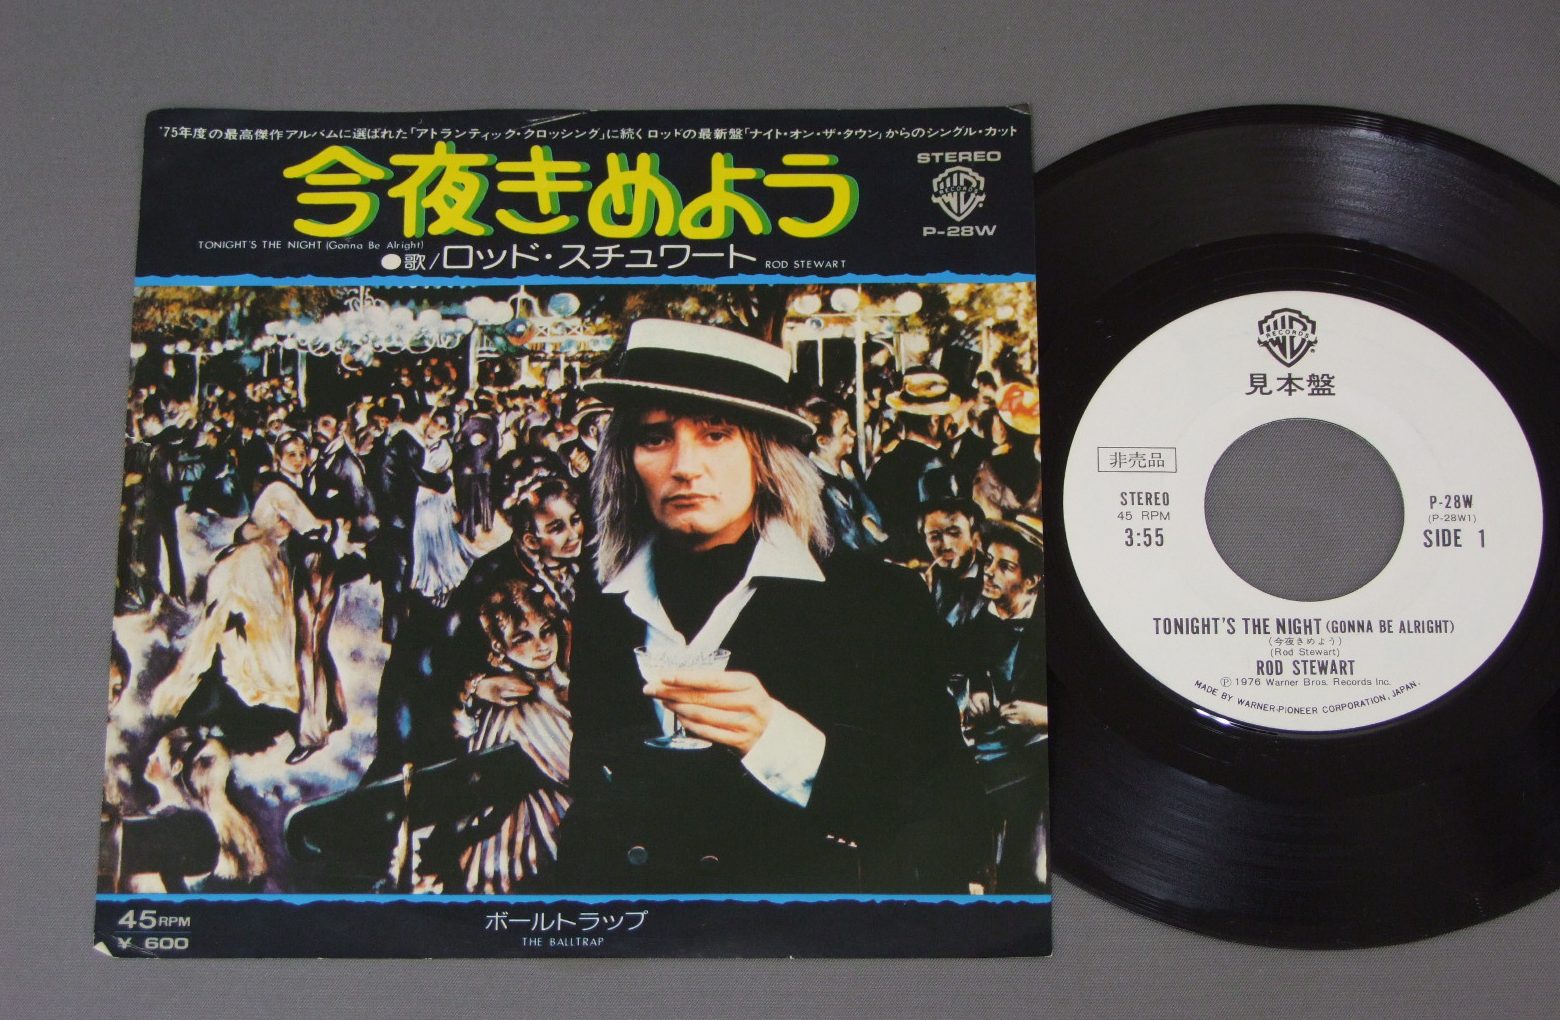 '75年度の最高傑作アルバムに選ばれた「アトランティック・クロッシング」に続くロッドの最新盤「ナイト・オン・ザ・タウン」からのシングル・カット
今夜きめよう
TONIGHT'S THE NIGHT (Gonna Be Alright)
●歌/ロッド・スチュワート ROD STEWART
STEREO
WB
RECORDS
P-28W
45RPM
¥ 600
ボールトラップ
THE BALLTRAP
WB
RECORDS
見本盤
非売品
STEREO
45 RPM
3:55
P-28W
(P-28W1)
SIDE 1
TONIGHT'S THE NIGHT (GONNA BE ALRIGHT)
(今夜きめよう)
(Rod Stewart)
ROD STEWART
Ⓟ 1976 Warner Bros. Records Inc.
MADE BY WARNER-PIONEER CORPORATION, JAPAN.